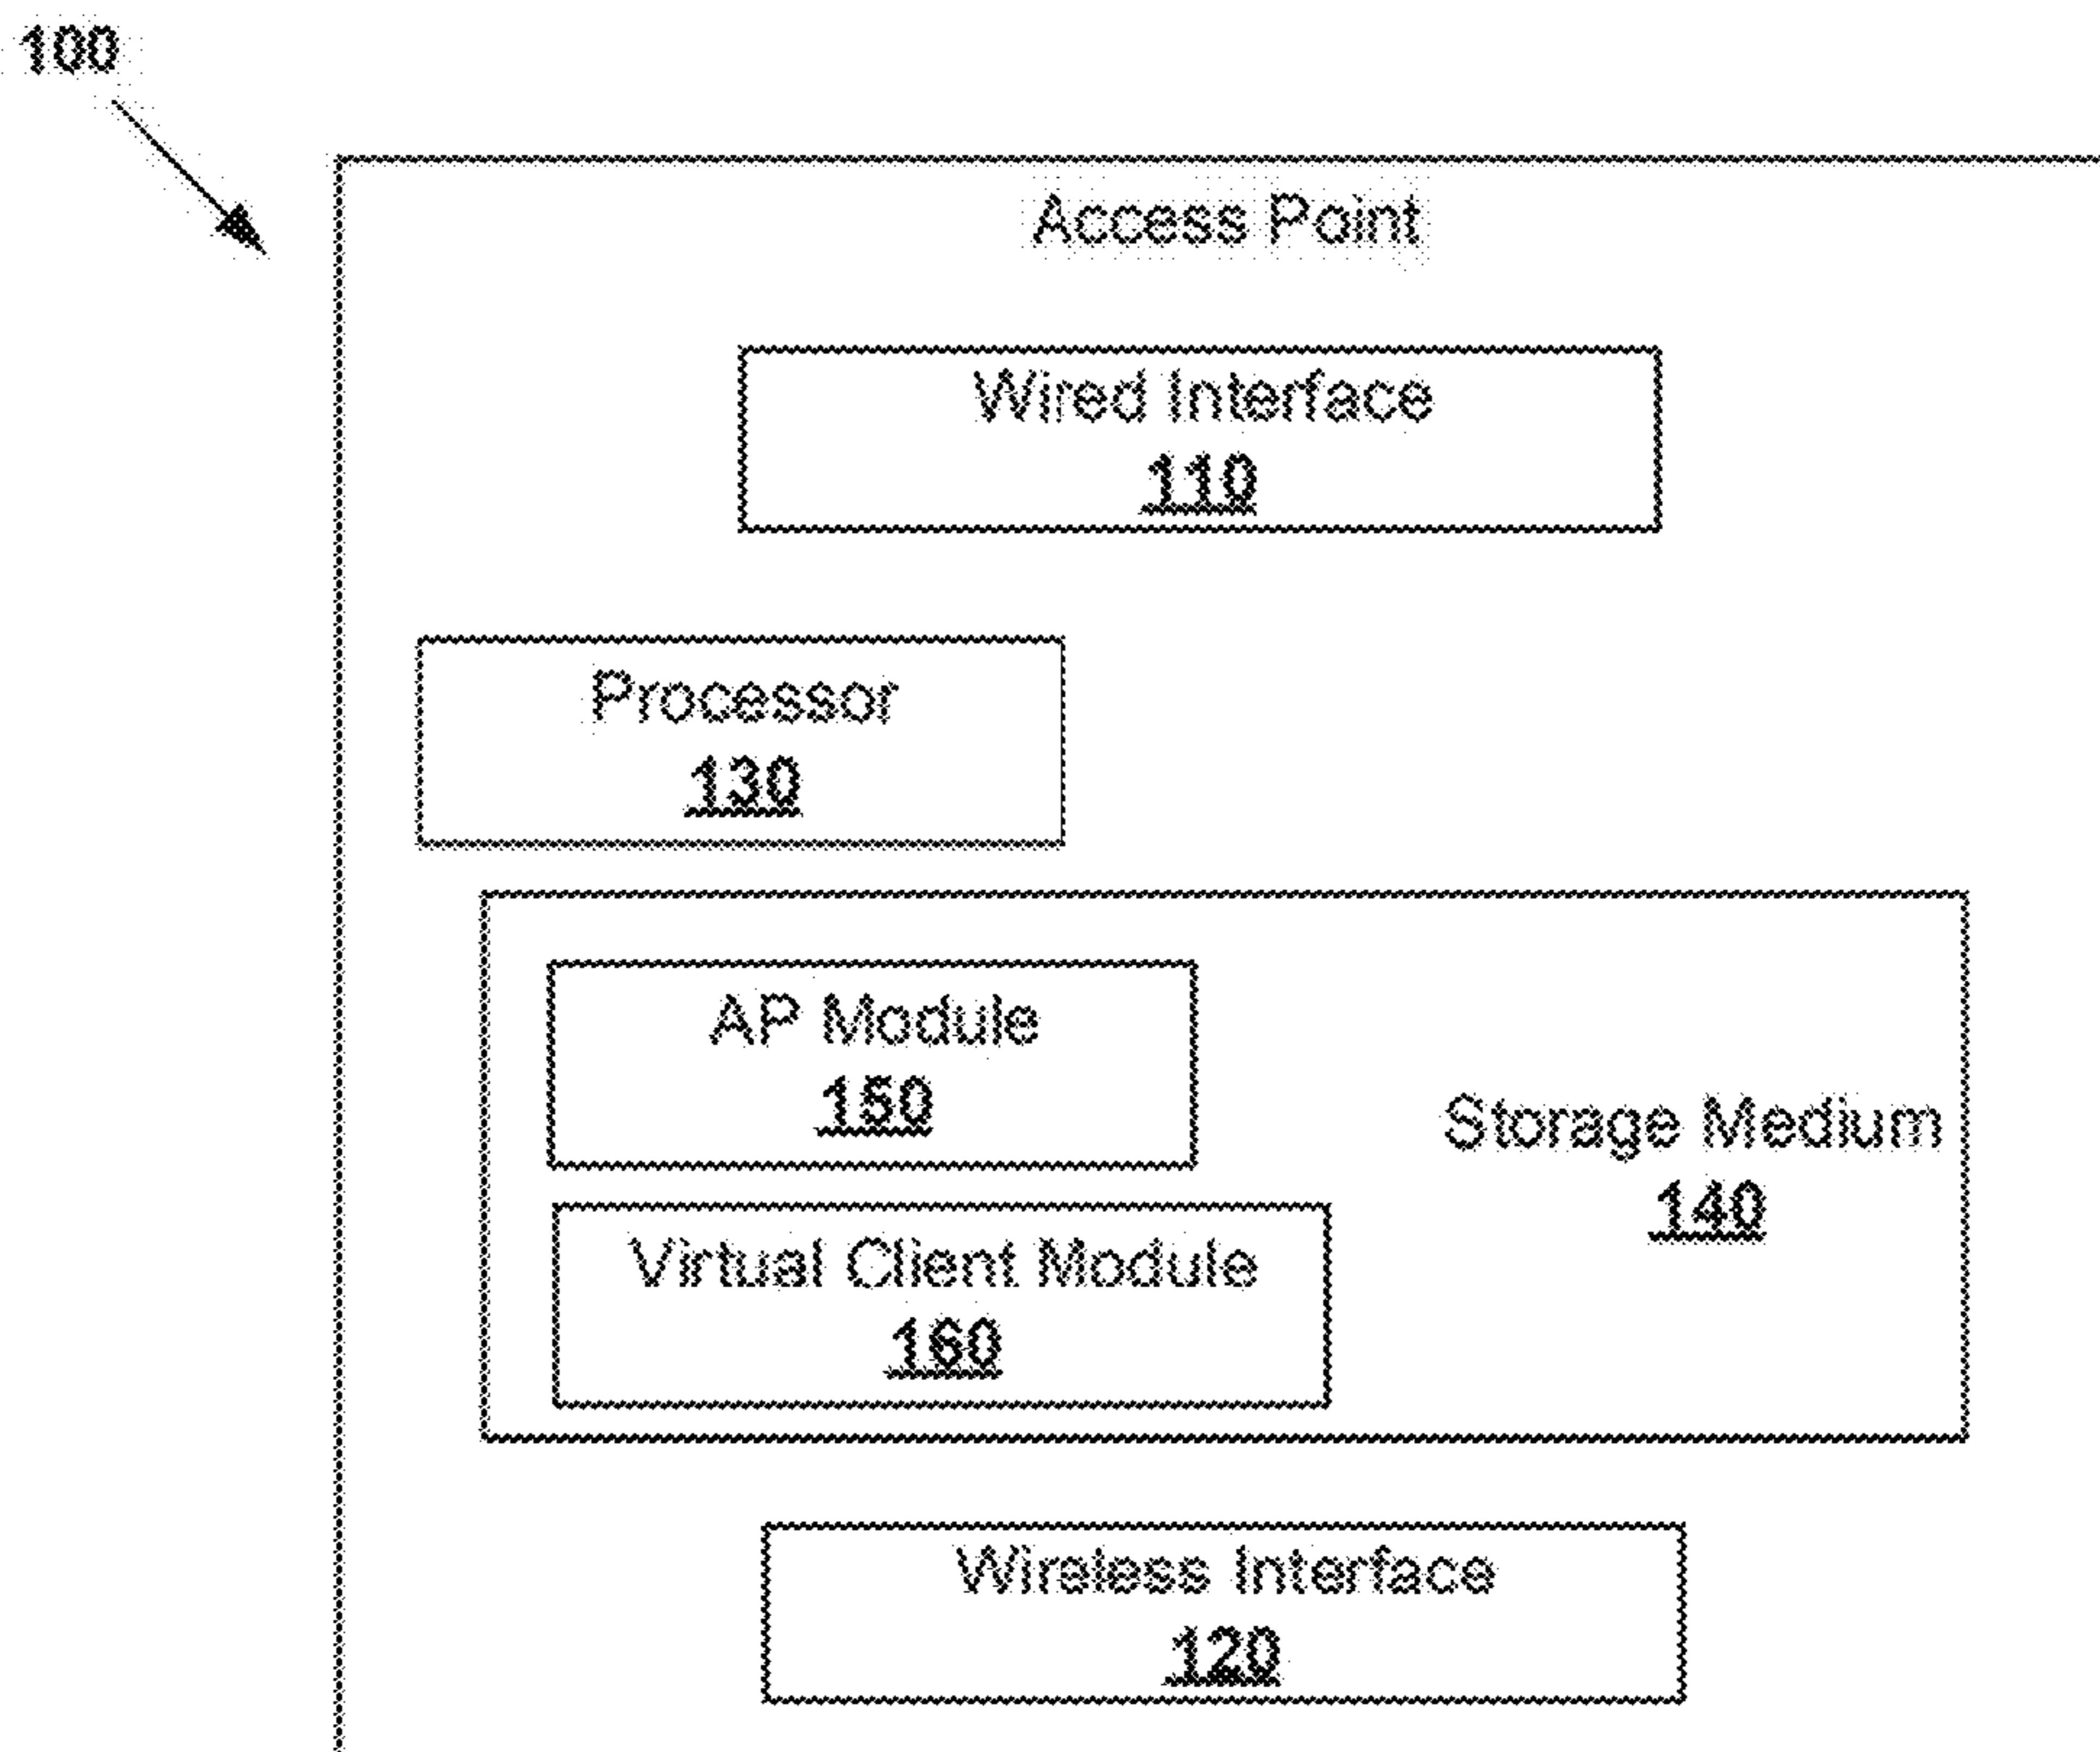 100
Access Point
Wired Interface
110
Processor
130
AP Module
150
Storage Medium
140
Virtual Client Module
160
Wireless Interface
120